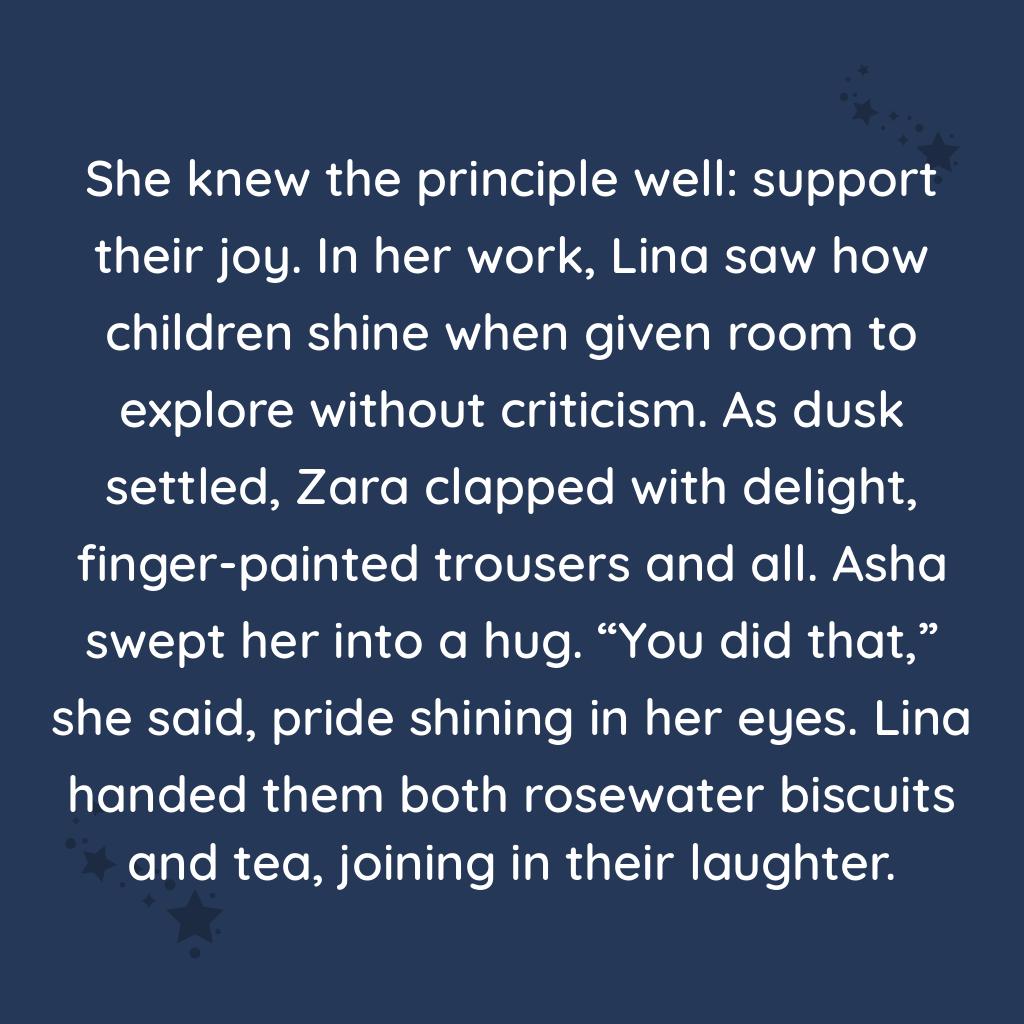 She knew the principle well: support
their joy. In her work, Lina saw how
children shine when given room to
explore without criticism. As dusk
settled, Zara clapped with delight,
finger-painted trousers and all. Asha
swept her into a hug. “You did that,”
she said, pride shining in her eyes. Lina
handed them both rosewater biscuits
and tea, joining in their laughter.